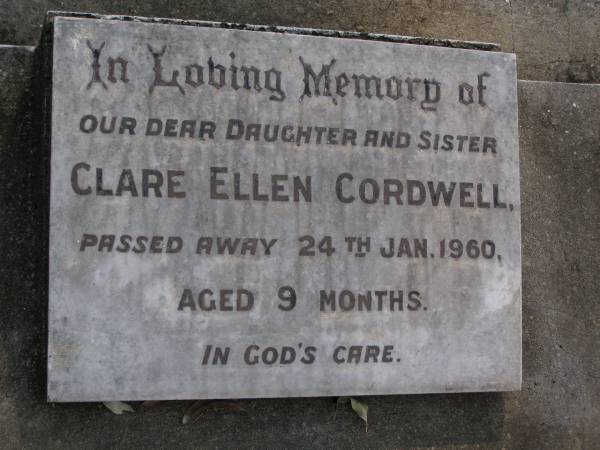 In Loving Memory of
OUR DEAR DAUGHTER AND SISTER
CLARE ELLEN CORDWELL,
PASSED AWAY 24TH JAN. 1960,
AGED 9 MONTHS.
IN GOD'S CARE.